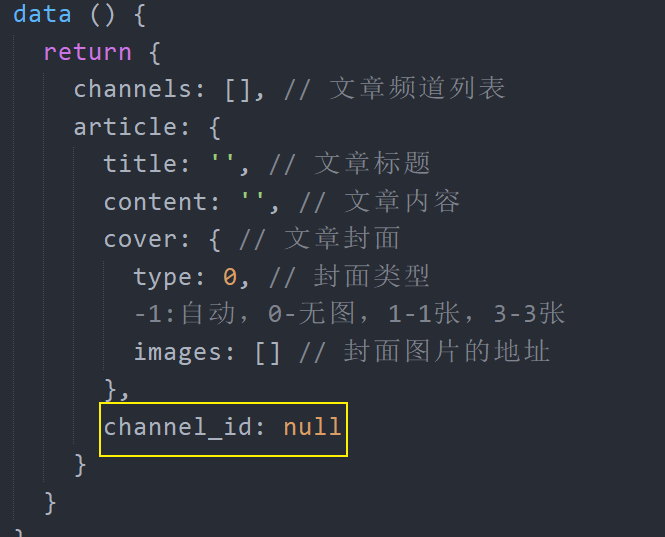 data () {
return {
channels: [], // 文章频道列表
article: {
title: '', // 文章标题
content: '', // 文章内容
cover: { // 文章封面
type: 0, // 封面类型
-1:自动，0-无图，1-1张，3-3张
images: [] // 封面图片的地址
},
channel_id: null
}
}
}